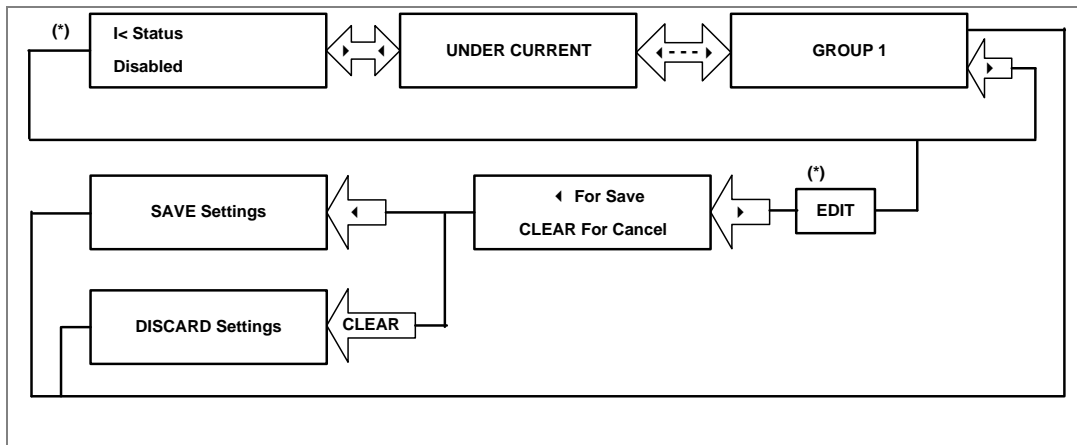 (*)
I< Status
Disabled
UNDER CURRENT
GROUP 1
(*)
SAVE Settings
For Save
CLEAR For Cancel
EDIT
DISCARD Settings
CLEAR